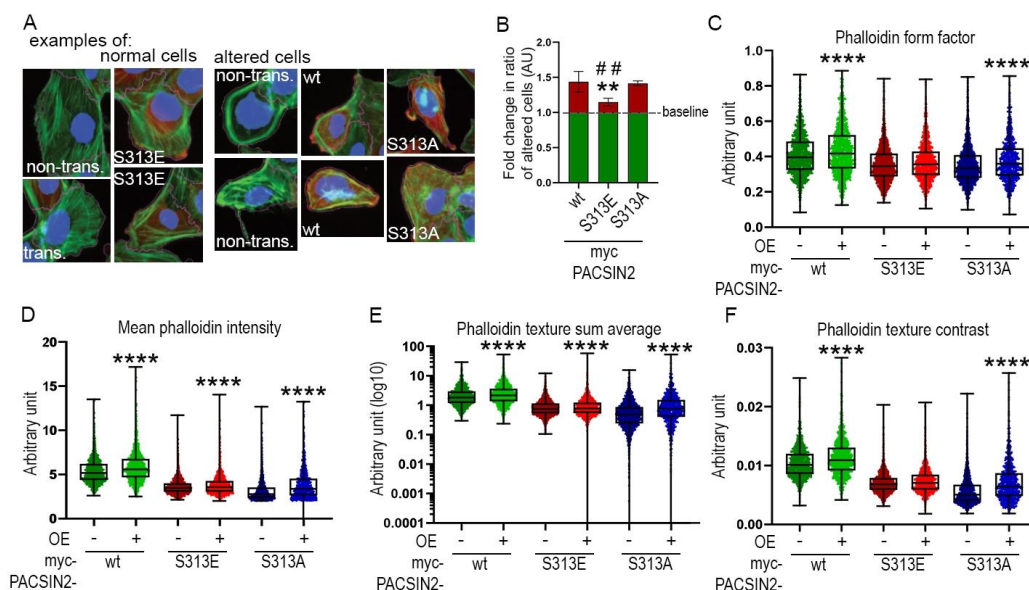 A
examples of:
normal cells
altered cells
non-trans.
S313E
S313E
trans.
non-trans.
wt
S313A
non-trans.
wt
S313A
B
Fold change in ratio
of altered cells (AU)
2.0
1.5
1.0
0.5
0.0
##
**
baseline
wt
S313E
S313A
myc
PACSIN2
C
Phalloidin form factor
Arbitrary unit
1.0
0.8
0.6
0.4
0.2
0.0
**** ****
OE - + - + - +
myc- wt S313E S313A
PACSIN2-
D
Mean phalloidin intensity
Arbitrary unit
20
15
10
5
0
**** **** ****
OE - + - + - +
myc- wt S313E S313A
PACSIN2-
E
Phalloidin texture sum average
Arbitrary unit (log10)
100
10
1
0.1
0.01
0.001
0.0001
**** **** ****
OE - + - + - +
myc- wt S313E S313A
PACSIN2-
F
Phalloidin texture contrast
Arbitrary unit
0.03
0.02
0.01
0.00
**** ****
OE - + - + - +
myc- wt S313E S313A
PACSIN2-